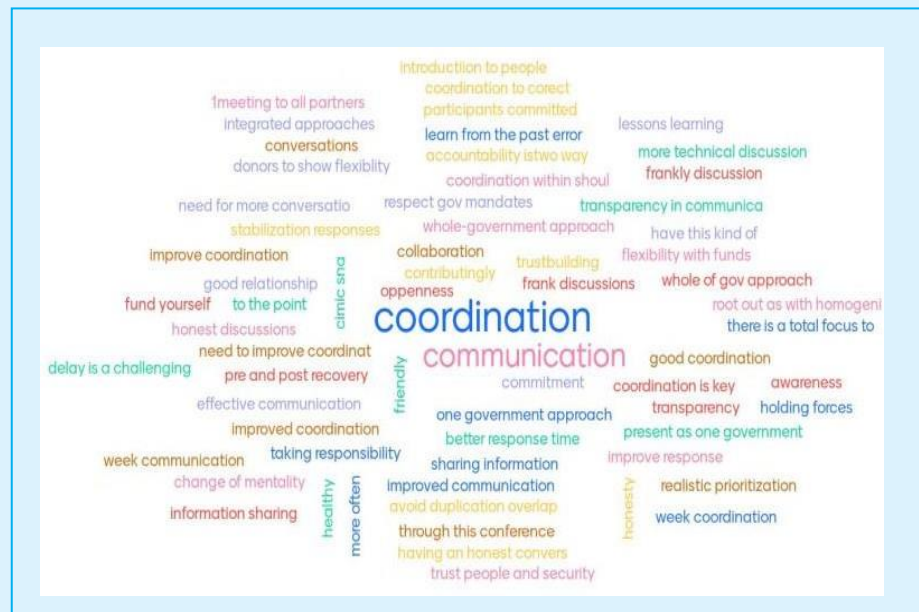 introductiion to people
coordination to corect
1meeting to all partners
participants committed
integrated approaches
lessons learning
learn from the past error
conversations
accountability istwo way
more technical discussion
donors to show flexiblity
frankly discussion
coordination within shoul
need for more conversatio
respect gov mandates
transparency in communica
stabilization responses
whole-government approach
have this kind of
improve coordination
collaboration
trustbuilding
flexibility with funds
cimic sna
contributingly
good relationship
oppenness
frank discussions
whole of gov approach
fund yourself
to the point
root out as with homogeni
coordination
honest discussions
there is a total focus to
need to improve coordinat
communication
good coordination
delay is a challenging
pre and post recovery
friendly
commitment
coordination is key
awareness
effective communication
one government approach
transparency
holding forces
improved coordination
better response time
present as one government
week communication
taking responsibility
sharing information
improve response
change of mentality
healthy
more often
improved communication
honesty
realistic prioritization
information sharing
avoid duplication overlap
week coordination
through this conference
having an honest convers
trust people and security